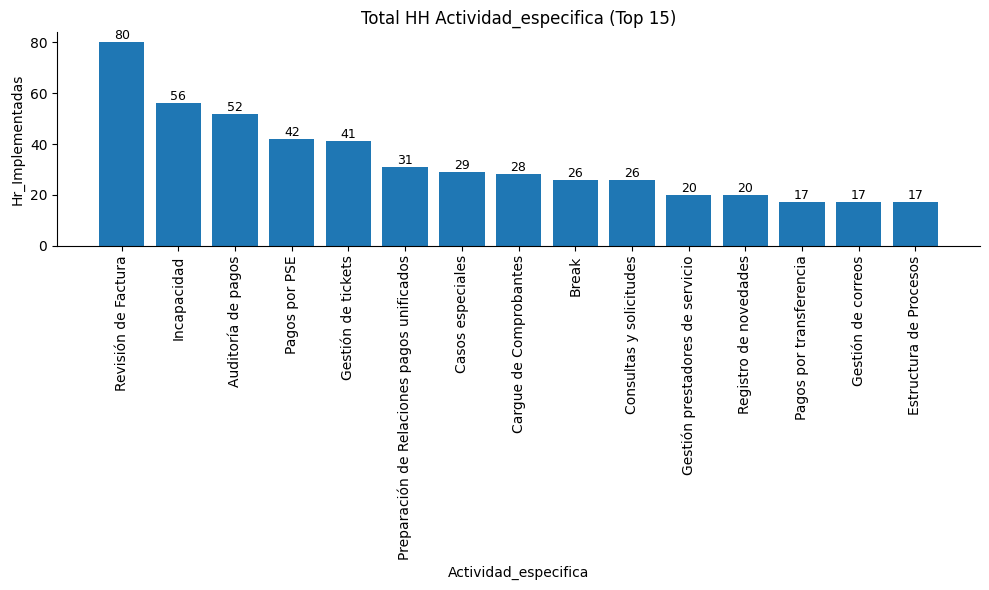 Total HH Actividad_especifica (Top 15)
Hr_Implementadas
80
60
40
20
0
80
56
52
42
41
31
29
28
26
26
20
20
17
17
17
Revisión de Factura
Incapacidad
Auditoría de pagos
Pagos por PSE
Gestión de tickets
Preparación de Relaciones pagos unificados
Casos especiales
Cargue de Comprobantes
Break
Consultas y solicitudes
Gestión prestadores de servicio
Registro de novedades
Pagos por transferencia
Gestión de correos
Estructura de Procesos
Actividad_especifica